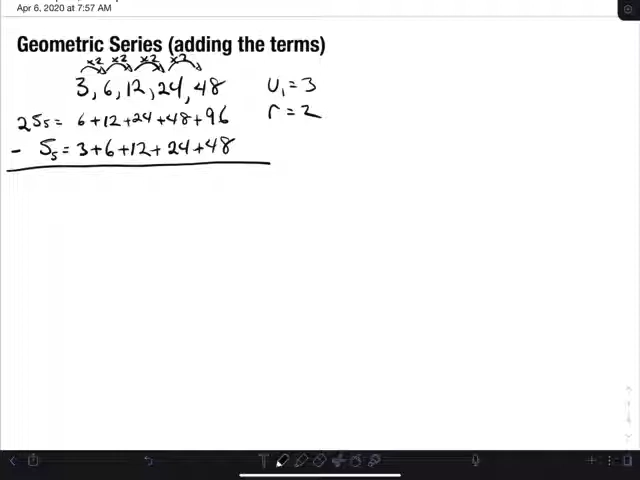 Apr 6, 2020 at 7:57 AM
Geometric Series (adding the terms)
×2 ×2 ×2 ×2
3, 6, 12, 24, 48
u₁ = 3
2S₅ = 6+12+24+48+96
r = 2
- S₅ = 3+6+12+24+48